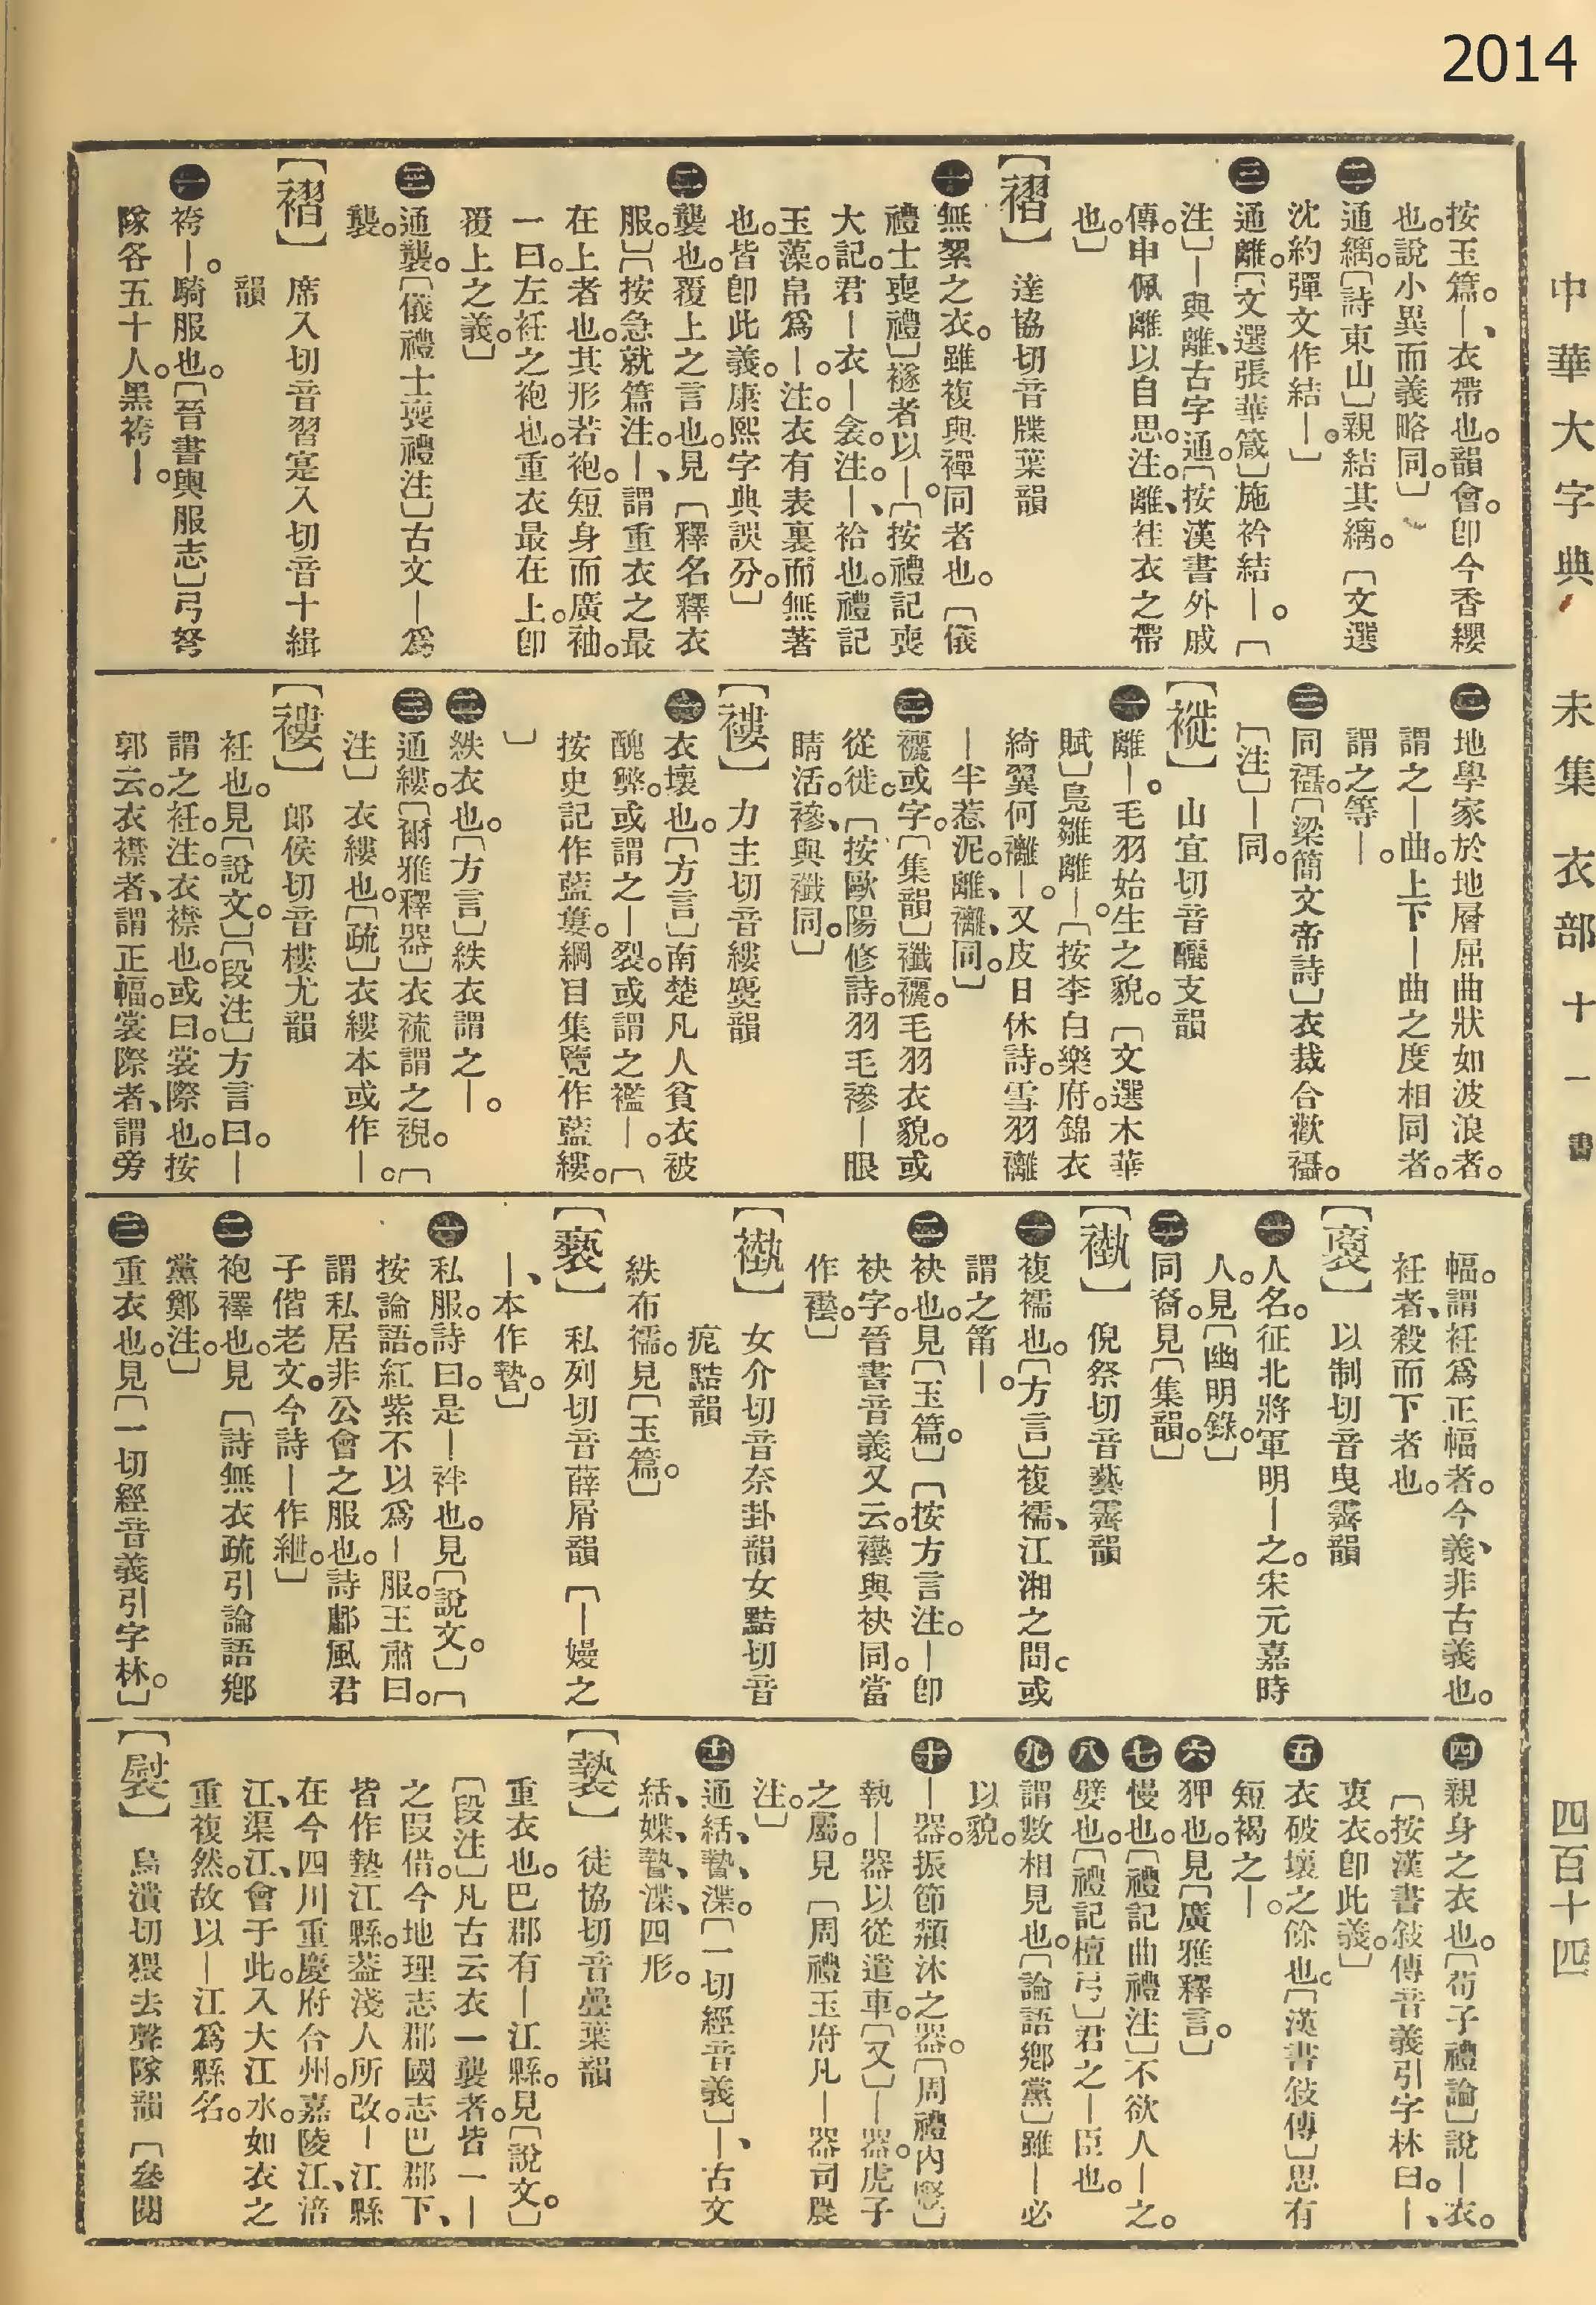 2014
中華大字典 未集 衣部 十一畫 四百十四
按玉篇。—、衣帶也。韻會。卽今香纓
也。說小異而義略同。〕
㊁通縭。〔詩東山〕親結其縭。〔文選
沈約彈文作結—。〕
㊂通離。〔文選張華箴〕施衿結—。〔
注〕—與離、古字通。〔按漢書外戚
傳。申佩離以自思。注。離、袿衣之帶
也。〕
〔褶〕 達協切音牒葉韻
㊀無絮之衣。雖複與襌同者也。〔儀
禮士喪禮〕襚者以—。〔按禮記喪
大記。君—衣—衾。注。—、袷也。禮記
玉藻。帛爲—。注。衣有表裏而無著
也。皆卽此義。康熙字典誤分。〕
㊁襲也。覆上之言也。見〔釋名釋衣
服。〕〔按急就篇注。—、謂重衣之最
在上者也。其形若袍。短身而廣袖。
一曰。左衽之袍也。重衣最在上。卽
覆上之義。〕
㊂通襲。〔儀禮士喪禮注〕古文—爲
襲。
〔褶〕 席入切音習寔入切音十緝
韻
㊀袴—。騎服也。〔晉書輿服志〕弓弩
隊各五十人。黑袴—。
㊁地學家於地層屈曲狀如波浪者。
謂之—曲。上下—曲之度相同者。
謂之等—。
㊂同襵。〔梁簡文帝詩〕衣裁合歡襵。
〔注〕—同。
〔褷〕 山宜切音釃支韻
㊀離—。毛羽始生之貌。〔文選木華
賦〕鳧雛離—。〔按李白樂府。錦衣
綺翼何離—。又皮日休詩。雪羽䙰
—半惹泥。離、䙰、同。〕
㊁襹或字。〔集韻〕襳襹。毛羽衣貌。或
從徙。〔按歐陽修詩。羽毛襂—眼
睛活。襂、與襳同。〕
〔褸〕 力主切音縷麌韻
㊀衣壞也。〔方言〕南楚凡人貧衣被
醜弊。或謂之—裂。或謂之襤—。〔
按史記作藍蔞。綱目集覽作藍縷。
〕
㊁紩衣也。〔方言〕紩衣謂之—。
㊂通縷。〔爾雅釋器〕衣䘱謂之祝。〔
注〕衣縷也。〔疏〕衣縷本或作—。
〔褸〕 郎侯切音樓尤韻
衽也。見〔說文。〕〔段注〕方言曰。—
謂之衽。注。衣襟也。或曰。裳際也。按
郭云。衣襟者、謂正幅。裳際者、謂旁
幅。謂衽爲正幅者。今義、非古義也。
衽者、殺而下者也。
〔𧜟〕 以制切音曳霽韻
㊀人名。征北將軍明—之。宋元嘉時
人。見〔幽明錄。〕
㊁同裔。見〔集韻。〕
〔褹〕 倪祭切音藝霽韻
㊀複襦也。〔方言〕複襦、江湘之間。或
謂之筩—。
㊁袂也。見〔玉篇。〕〔按方言注。—卽
袂字。晉書音義又云。襼與袂同。當
作褹。〕
〔褹〕 女介切音柰卦韻女黠切音
疧黠韻
紩布襦。見〔玉篇。〕
〔褻〕 私列切音薛屑韻〔—嫚之
—、本作㙯。〕
㊀私服。詩曰。是—袢也。見〔說文。〕〔
按論語。紅紫不以爲—服。王肅曰。
謂私居非公會之服也。詩鄘風君
子偕老文。今詩—作紲。〕
㊁袍襗也。見〔詩無衣疏引論語鄉
黨鄭注。〕
㊂重衣也。見〔一切經音義引字林。〕
㊃親身之衣也。〔荀子禮論〕說—衣。
〔按漢書敍傳音義引字林曰。—、
衷衣。卽此義。〕
㊄衣破壞之餘也。〔漢書敍傳〕思有
短褐之—。
㊅狎也。見〔廣雅釋言。〕
㊆慢也。〔禮記曲禮注〕不欲人—之。
㊇嬖也。〔禮記檀弓〕君之—臣也。
㊈謂數相見也。〔論語鄉黨〕雖—必
以貌。
㊉—器。振飾頮沐之器。〔周禮內豎〕
執—器以從遣車。〔又〕—器。虎子
之屬。見〔周禮玉府凡—器司農
注。〕
⑪通結、㙯、渫。〔一切經音義〕—、古文
結、媟、㙯、渫、四形。
〔褺〕 徒協切音疊葉韻
重衣也。巴郡有—江縣。見〔說文。〕
〔段注〕凡古云衣一襲者。皆一—
之叚借。今地理志郡國志巴郡下、
皆作墊江縣。葢淺人所改。—江縣
在今四川重慶府合州。嘉陵江、涪
江、渠江、會于此。入大江水。如衣之
重複然。故以—江爲縣名。
〔褽〕 烏潰切猥去聲隊韻〔參閱